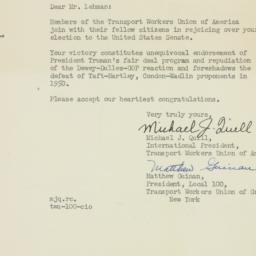 Dear Mr. Lehman:
Members of the Transport Workers Union of America
join with their fellow citizens in rejoicing over your
election to the United States Senate.
Your victory constitutes unequivocal endorsement of
President Truman's fair deal program and repudiation
of the Dewey-Dulles-GOP reaction and foreshadows the
defeat of Taft-Hartley, Condon-Wadlin proponents in
1950.
Please accept our heartiest congratulations.
Very truly yours,
Michael J. Quill
Michael J. Quill,
International President,
Transport Workers Union of Am
Matthew Guinan
Matthew Guinan,
President, Local 100,
Transport Workers Union of Gr
New York
mjq.rc.
twu-100-cio